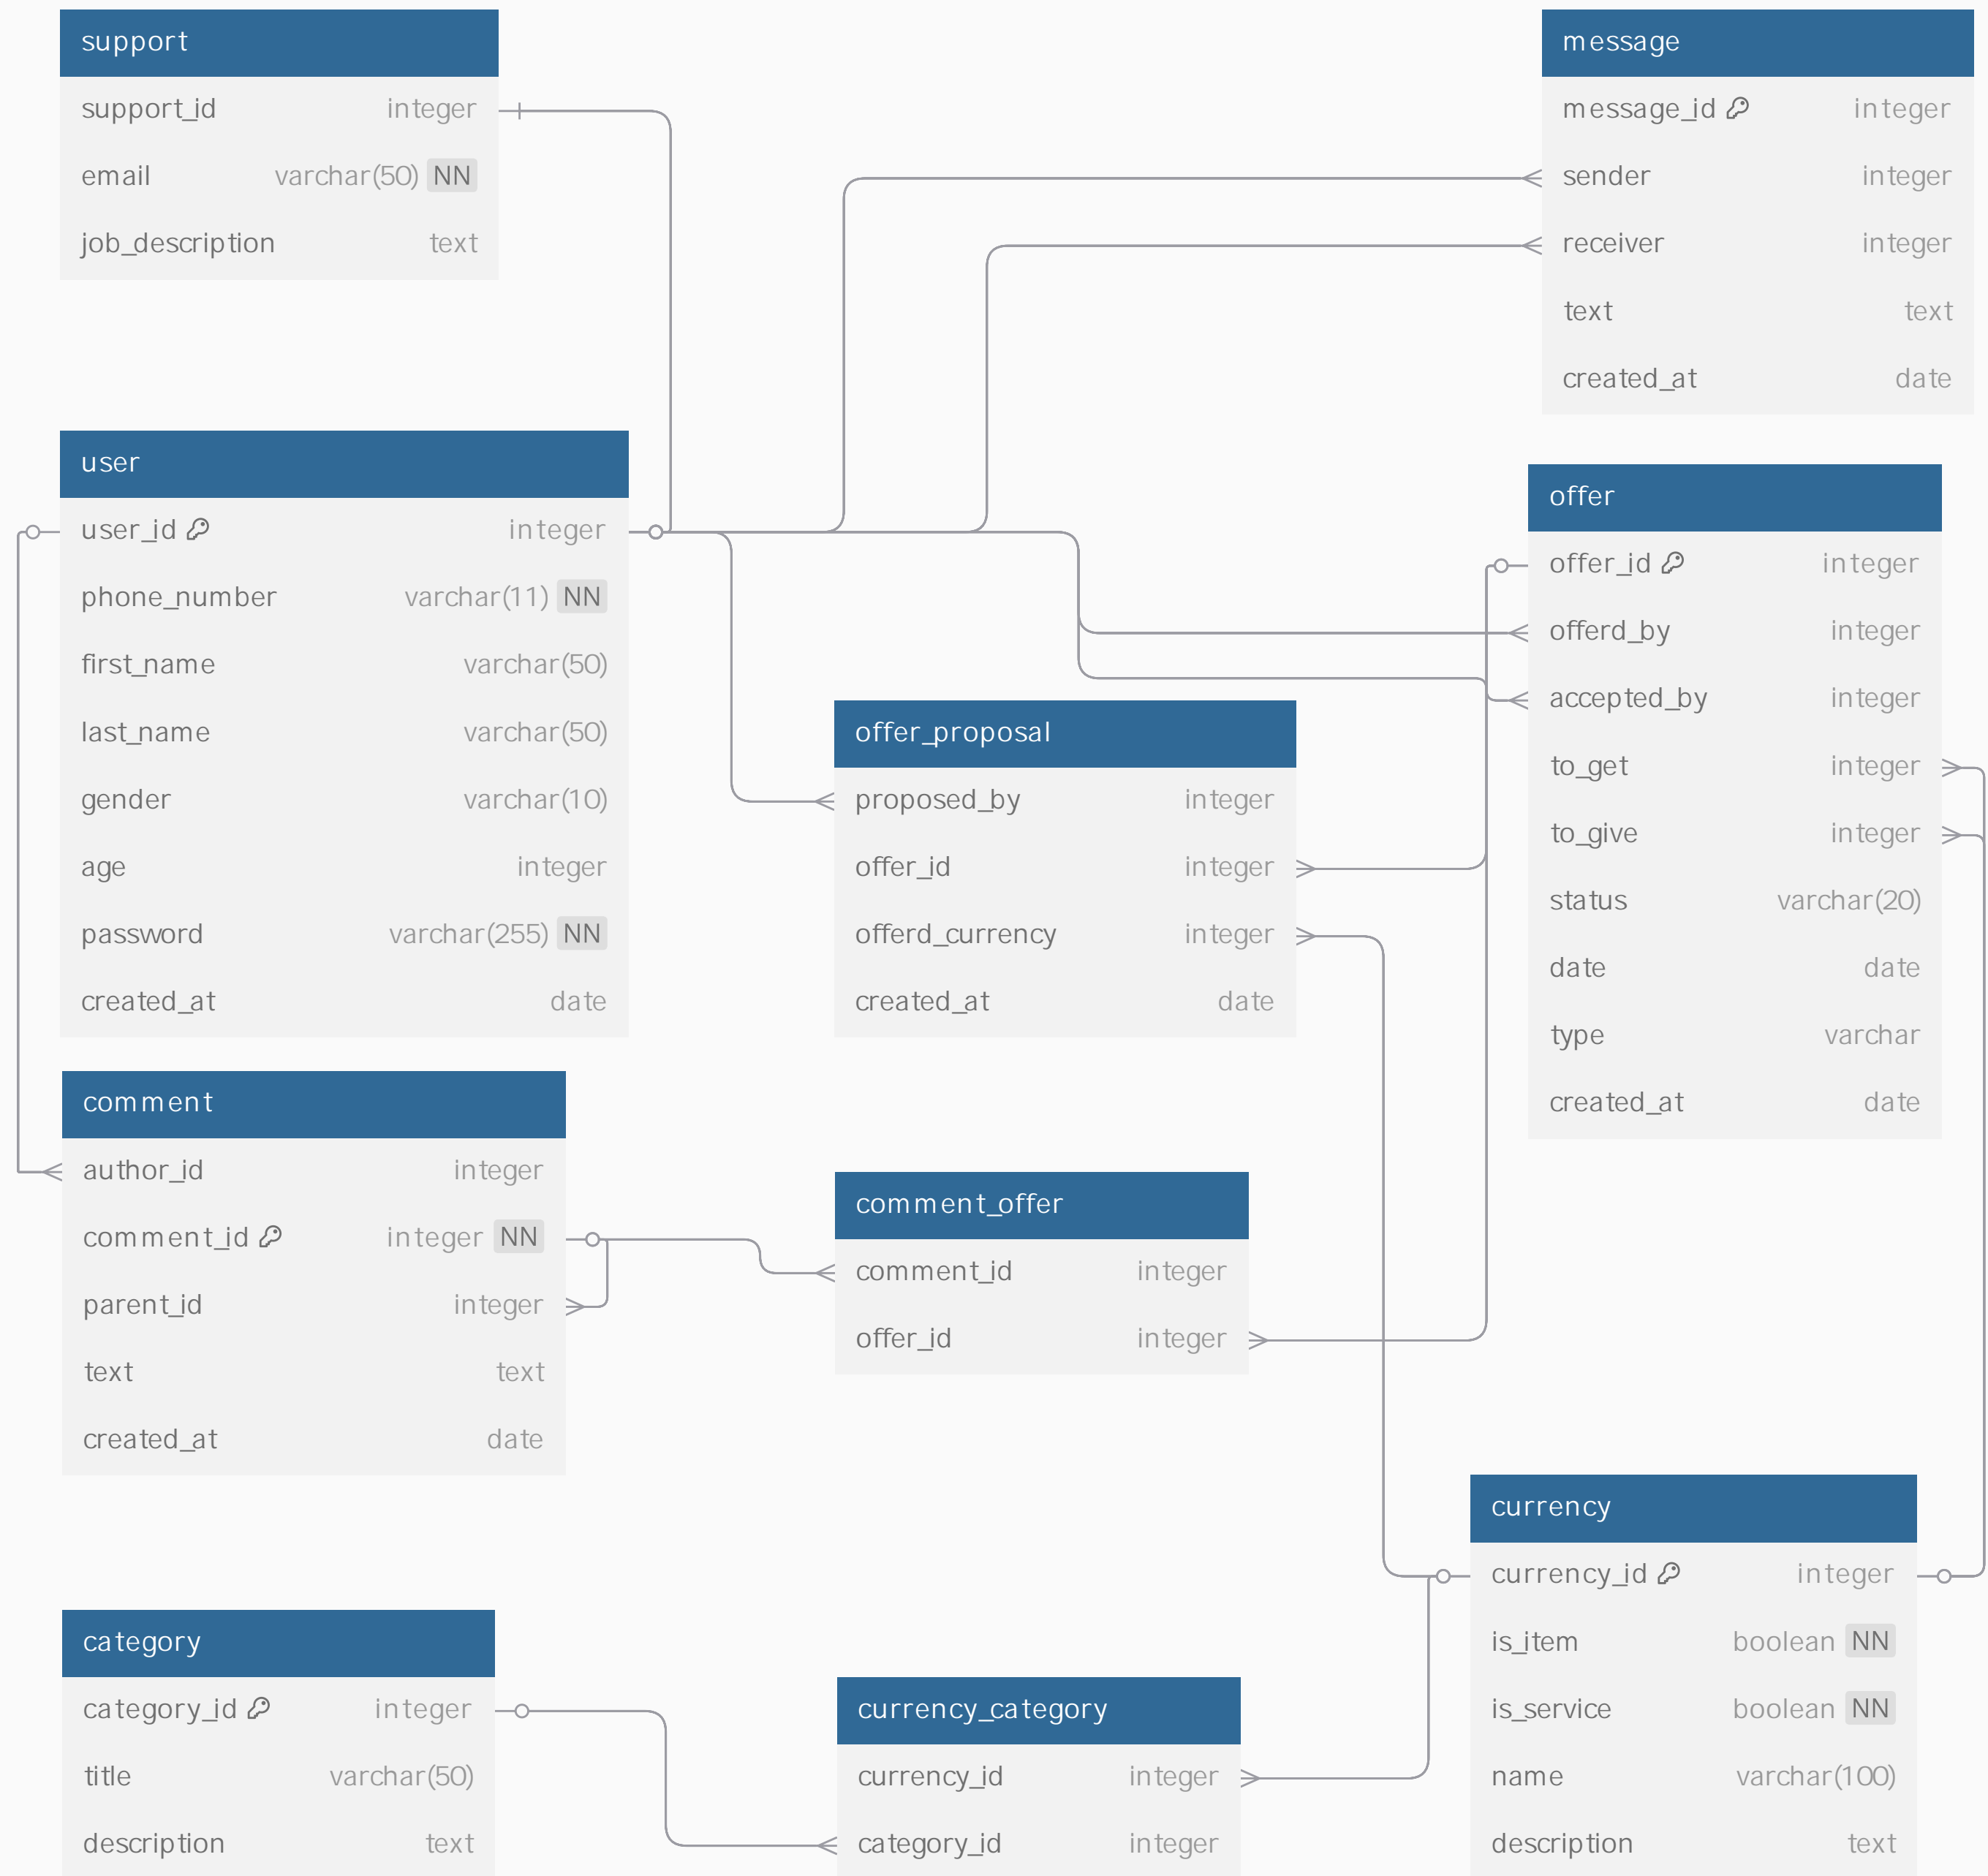 support
support_id integer
email varchar(50) NN
job_description text
message
message_id integer
sender integer
receiver integer
text text
created_at date
user
user_id integer
phone_number varchar(11) NN
first_name varchar(50)
last_name varchar(50)
gender varchar(10)
age integer
password varchar(255) NN
created_at date
offer
offer_id integer
offerd_by integer
accepted_by integer
to_get integer
to_give integer
status varchar(20)
date date
type varchar
created_at date
offer_proposal
proposed_by integer
offer_id integer
offerd_currency integer
created_at date
comment
author_id integer
comment_id integer NN
parent_id integer
text text
created_at date
comment_offer
comment_id integer
offer_id integer
currency
currency_id integer
is_item boolean NN
is_service boolean NN
name varchar(100)
description text
category
category_id integer
title varchar(50)
description text
currency_category
currency_id integer
category_id integer